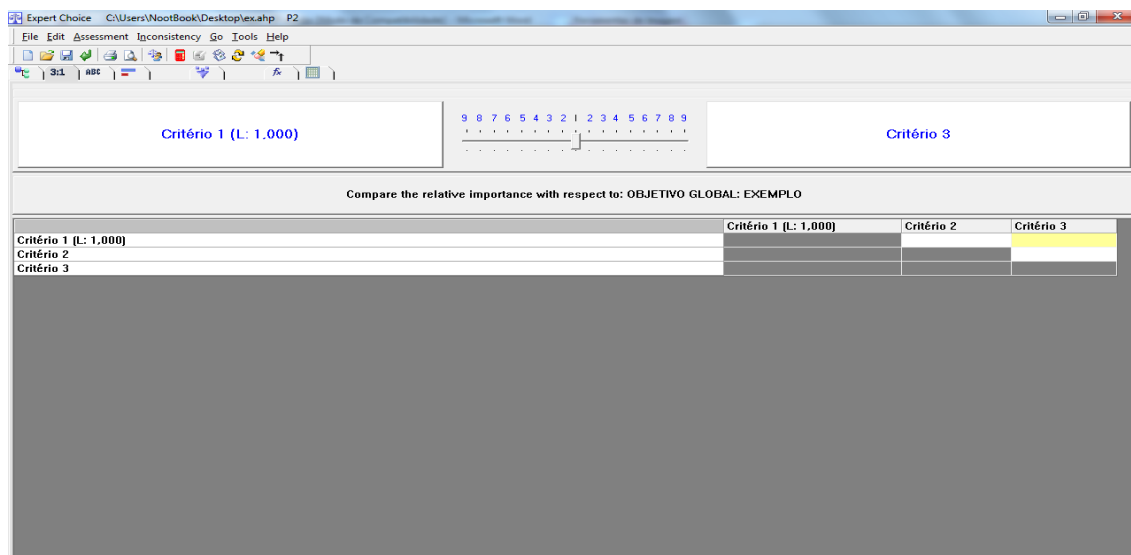 Expert Choice C:\Users\NootBook\Desktop\ex.ahp P2
File Edit Assessment Inconsistency Go Tools Help
3:1 ABC fx
9 8 7 6 5 4 3 2 1 2 3 4 5 6 7 8 9
Critério 1 (L: 1,000) Critério 3
Compare the relative importance with respect to: OBJETIVO GLOBAL: EXEMPLO
Critério 1 (L: 1,000) Critério 2 Critério 3
Critério 1 (L: 1,000)
Critério 2
Critério 3